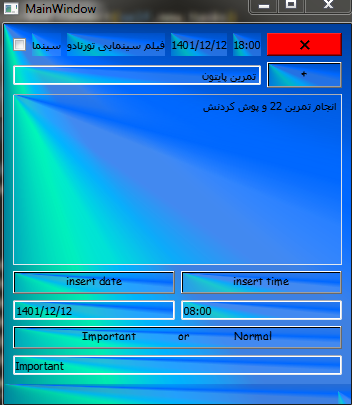 MainWindow
سینما فیلم سینمایی تورنادو 1401/12/12 18:00 X
تمرین پایتون +
انجام تمرین 22 و پوش کردنش
insert date insert time
1401/12/12 08:00
Important or Normal
Important